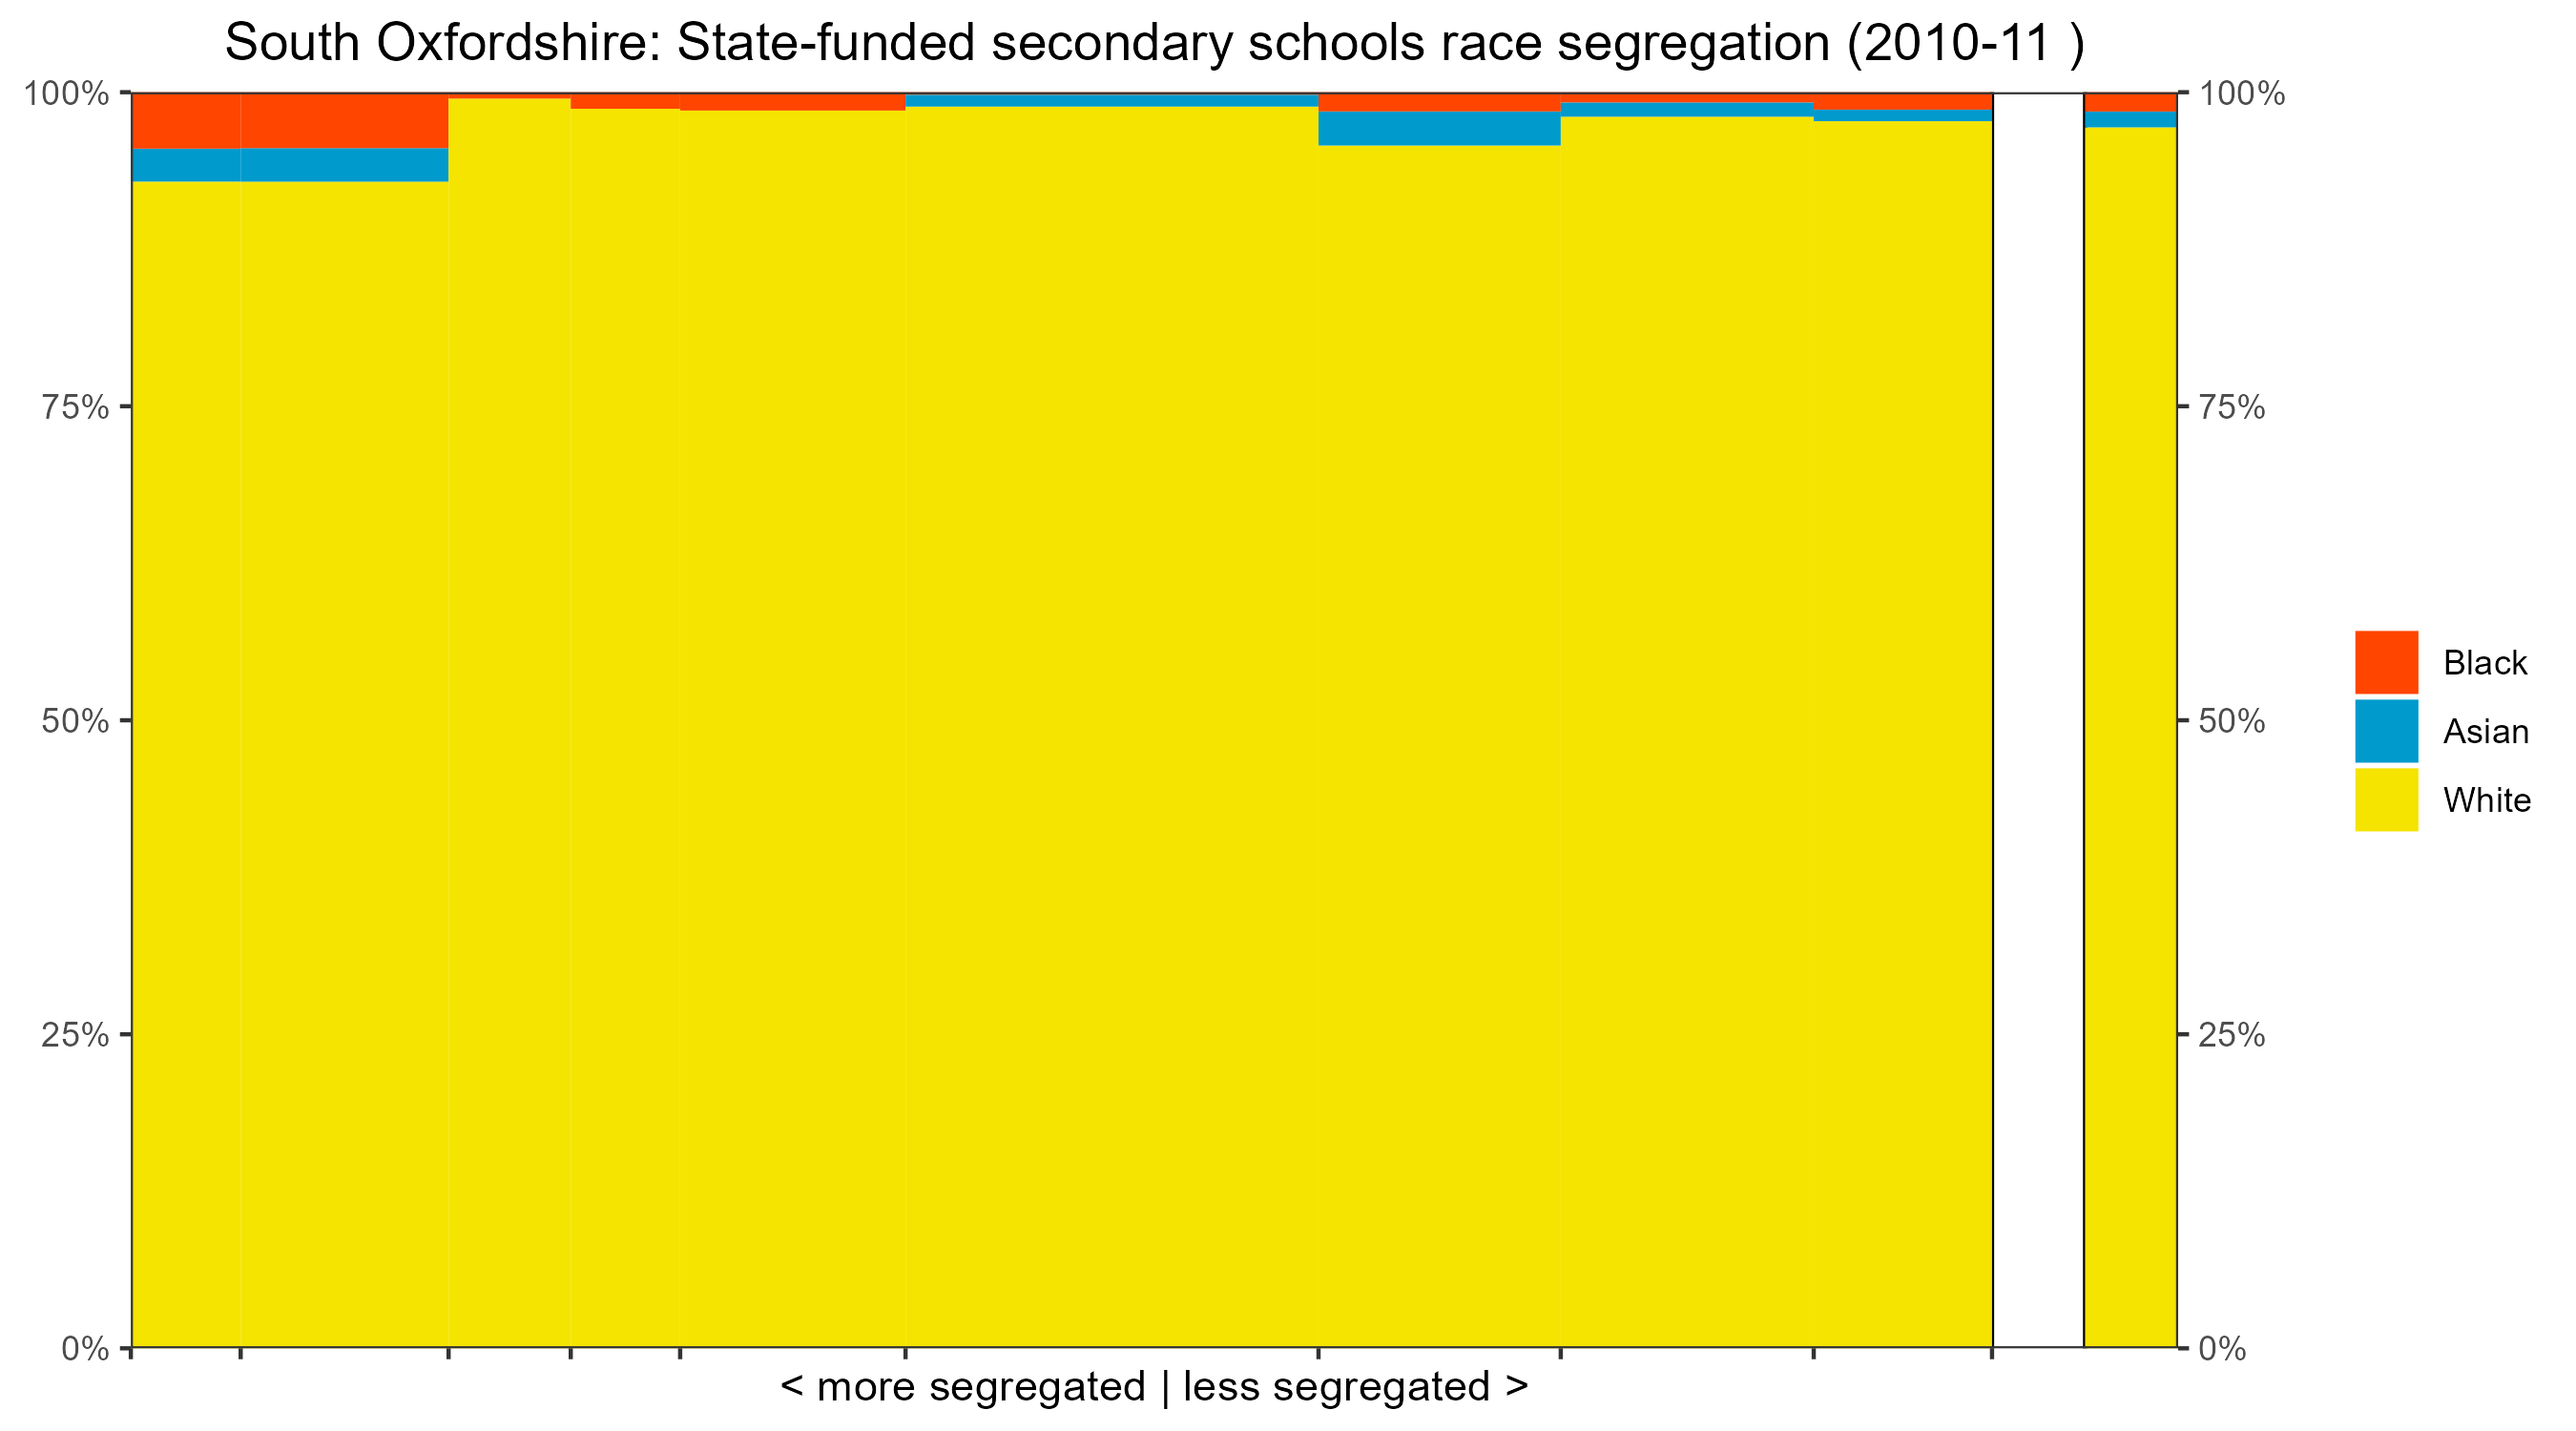 South Oxfordshire: State-funded secondary schools race segregation (2010-11 )
100%
75%
50%
25%
0%
100%
75%
50%
25%
0%
Black
Asian
White
< more segregated | less segregated >